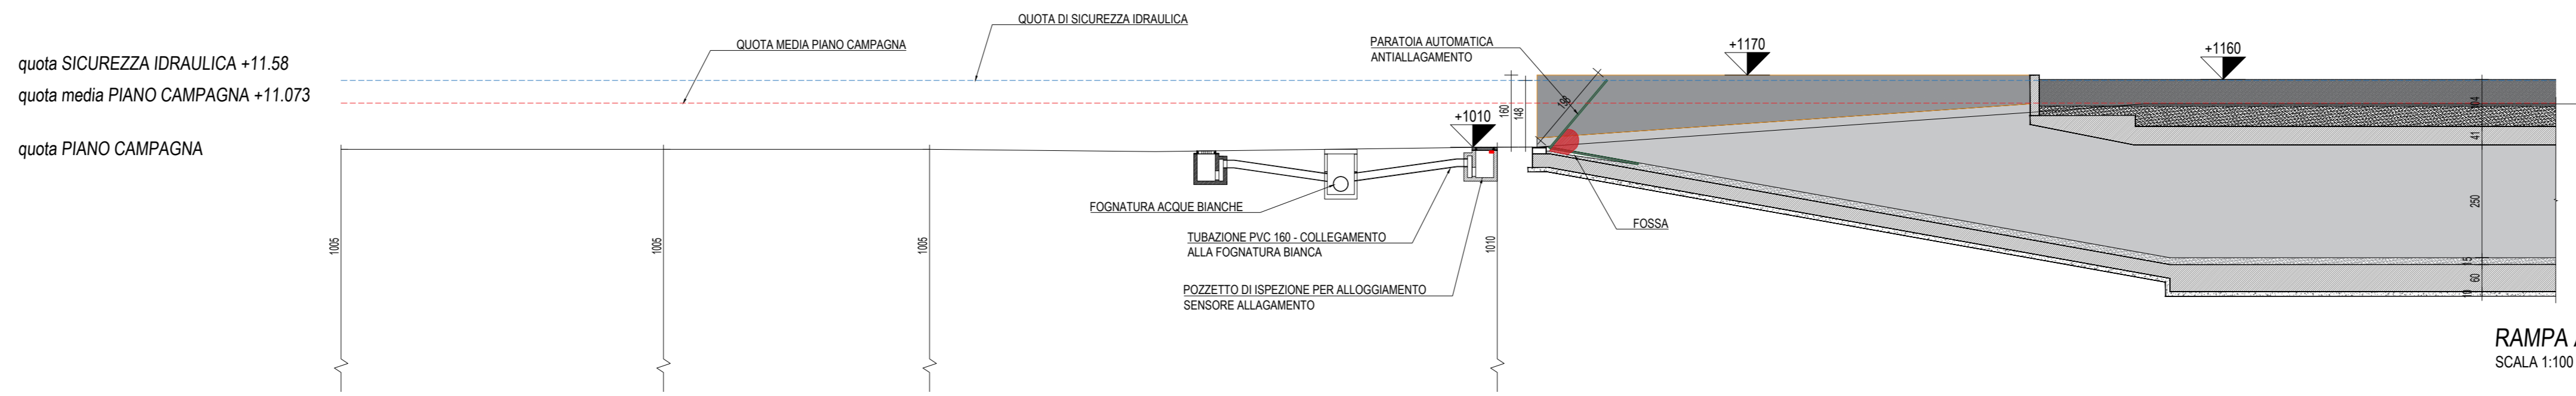 QUOTA DI SICUREZZA IDRAULICA
QUOTA MEDIA PIANO CAMPAGNA
PARATOIA AUTOMATICA
ANTIALLAGAMENTO
+1170
+1160
quota SICUREZZA IDRAULICA +11.58
quota media PIANO CAMPAGNA +11.073
quota PIANO CAMPAGNA
160
148
+1010
41
250
15
60
10
FOGNATURA ACQUE BIANCHE
FOSSA
TUBAZIONE PVC 160 - COLLEGAMENTO
ALLA FOGNATURA BIANCA
POZZETTO DI ISPEZIONE PER ALLOGGIAMENTO
SENSORE ALLAGAMENTO
1005
1005
1005
1010
RAMPA
SCALA 1:100